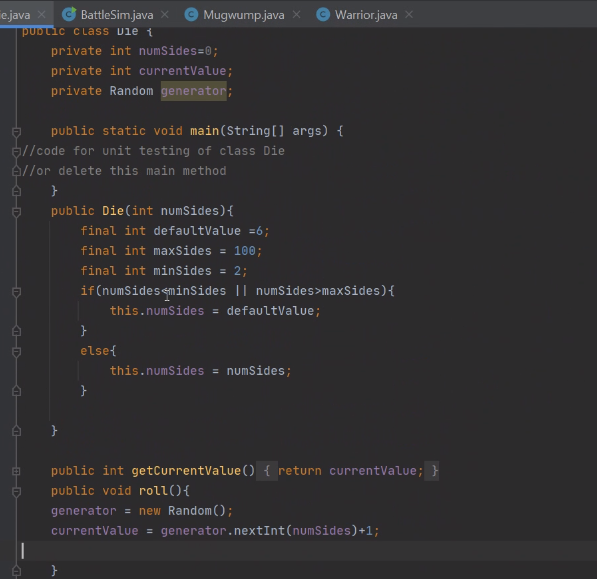 e.java BattleSim.java Mugwump.java Warrior.java
public class Die {
private int numSides=0;
private int currentValue;
private Random generator;
public static void main(String[] args) {
//code for unit testing of class Die
//or delete this main method
}
public Die(int numSides){
final int defaultValue =6;
final int maxSides = 100;
final int minSides = 2;
if(numSides<minSides || numSides>maxSides){
this.numSides = defaultValue;
}
else{
this.numSides = numSides;
}
}
public int getCurrentValue() { return currentValue; }
public void roll(){
generator = new Random();
currentValue = generator.nextInt(numSides)+1;
}